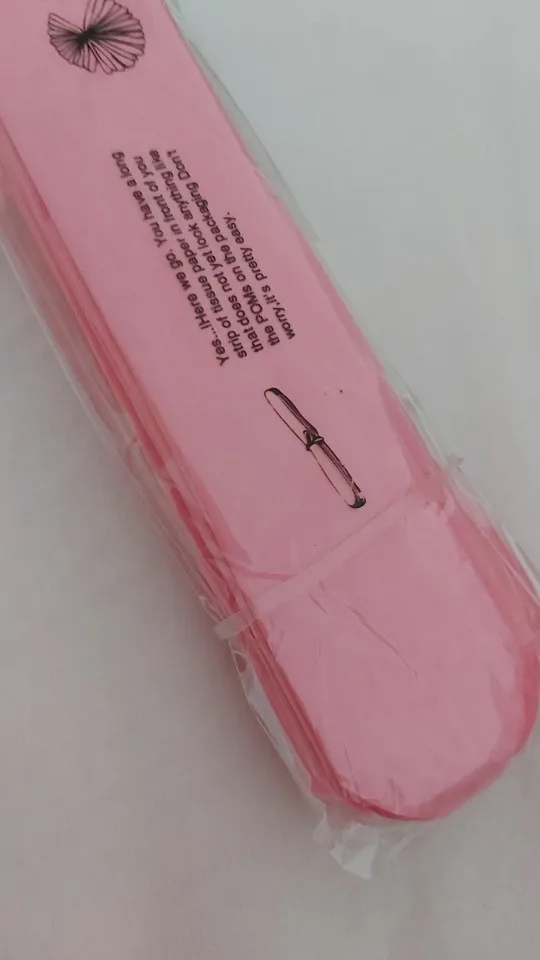 Yes...!Here we go. You have a long
strip of tissue paper in front of you
that does not yet look anything like
the POMs on the packaging Don't
worry,it's pretty easy.